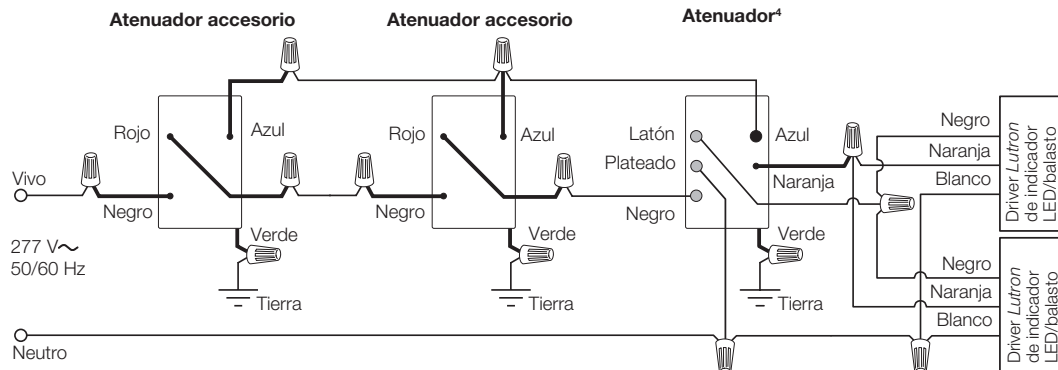 Atenuador accesorio
Atenuador accesorio
Atenuador⁴
Rojo
Azul
Rojo
Azul
Latón
Azul
Plateado
Naranja
Negro
Vivo
Negro
Negro
Verde
Verde
Verde
277 V~
50/60 Hz
Tierra
Tierra
Tierra
Neutro
Negro
Naranja
Blanco
Driver Lutron
de indicador
LED/balasto
Negro
Naranja
Blanco
Driver Lutron
de indicador
LED/balasto